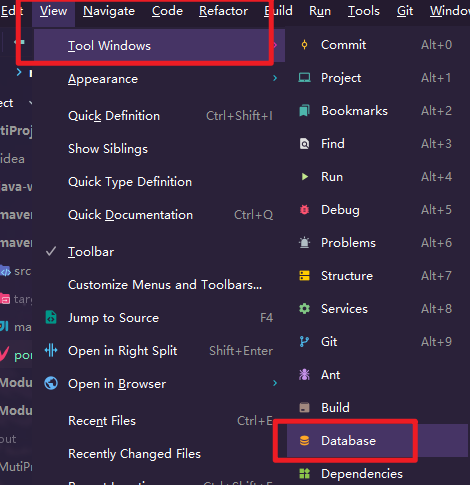 Edit View Navigate Code Refactor Build Run Tools Git Window
Tool Windows
Appearance
Quick Definition Ctrl+Shift+I
Show Siblings
Quick Type Definition
Quick Documentation Ctrl+Q
Toolbar
Customize Menus and Toolbars...
Jump to Source F4
Open in Right Split Shift+Enter
Open in Browser
Recent Files Ctrl+E
Recently Changed Files
Commit Alt+0
Project Alt+1
Bookmarks Alt+2
Find Alt+3
Run Alt+4
Debug Alt+5
Problems Alt+6
Structure Alt+7
Services Alt+8
Git Alt+9
Ant
Build
Database
Dependencies
ect
MutiProj
idea
ava-w
maven
maven
src
targ
ma
por
Modu
Modu
out
MutiPr